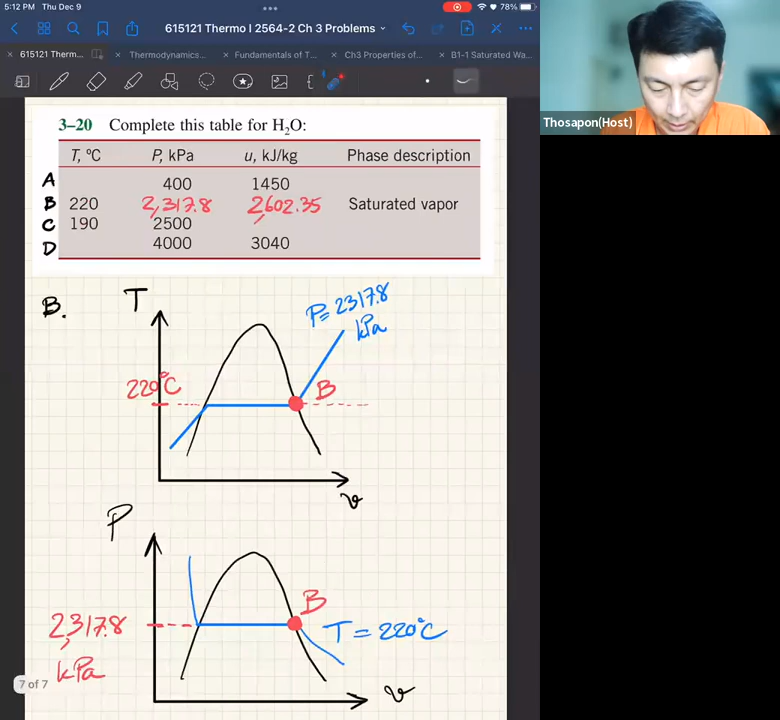 5:12 PM Thu Dec 9
78%
615121 Thermo I 2564-2 Ch 3 Problems
615121 Therm...
Thermodynamics...
Fundamentals of T...
Ch3 Properties of...
B1-1 Saturated Wa...
Thosapon(Host)
3–20 Complete this table for H₂O:
T, °C P, kPa u, kJ/kg Phase description
A 400 1450
B 220 2,317.8 2,602.35 Saturated vapor
C 190 2500
D 4000 3040
B.
T
P= 2317.8
kPa
220°C
B
v
P
B
2,317.8
kPa
T = 220°C
v
7 of 7